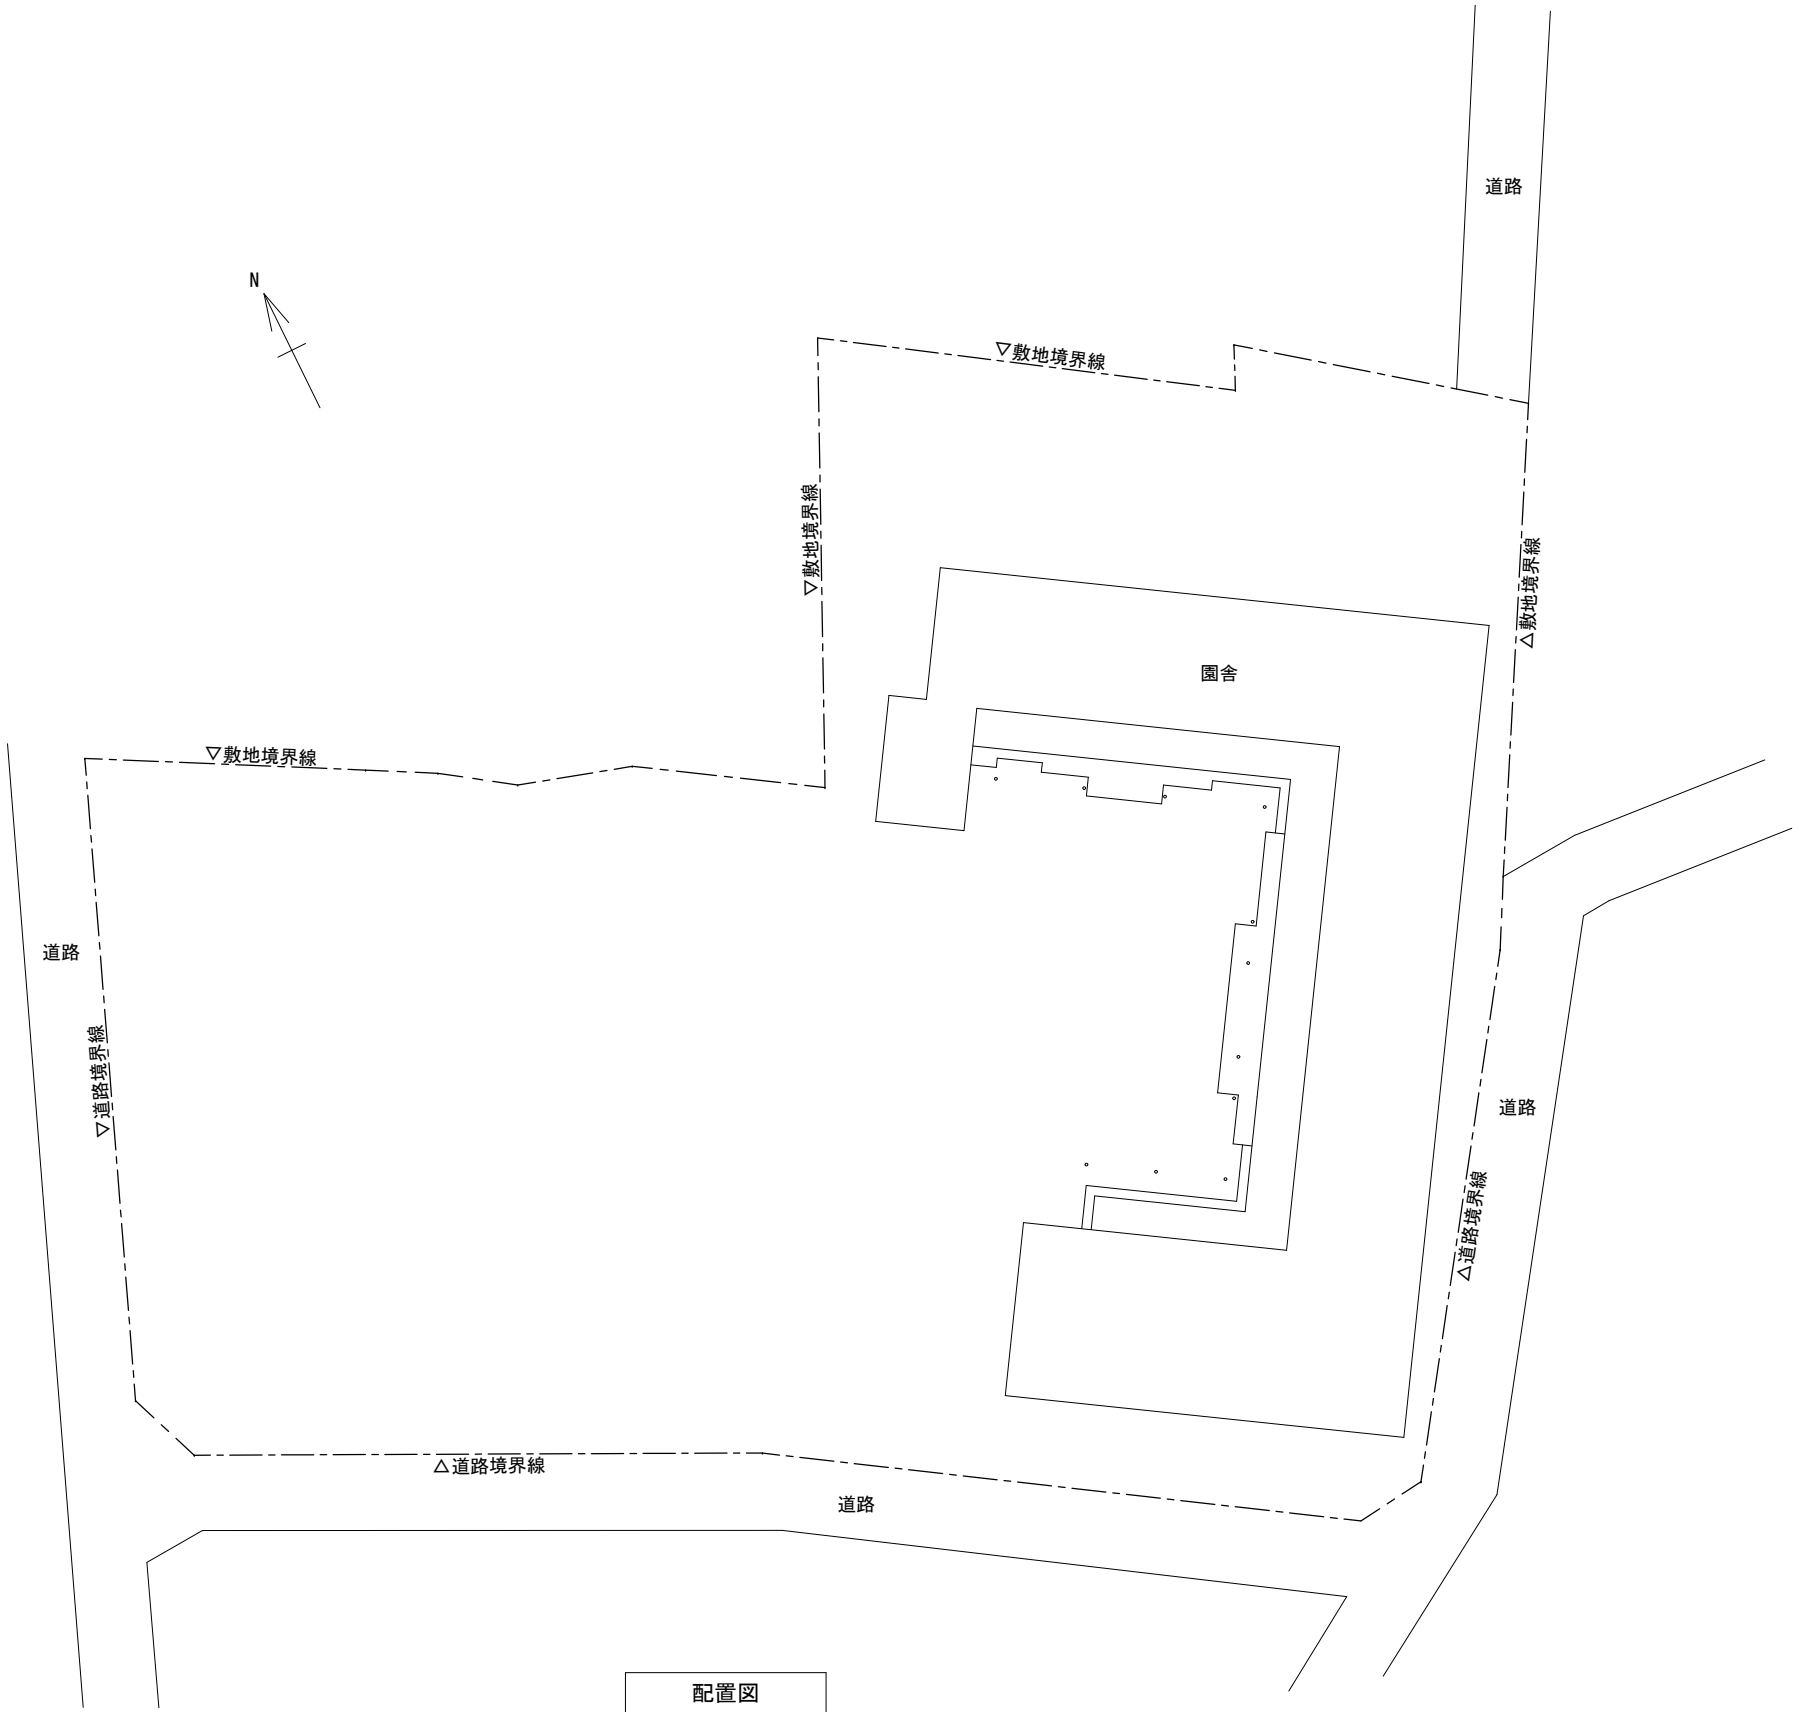 道路
N
▽敷地境界線
▽敷地境界線
△敷地境界線
園舎
▽敷地境界線
道路
▽道路境界線
道路
△道路境界線
△道路境界線
道路
配置図